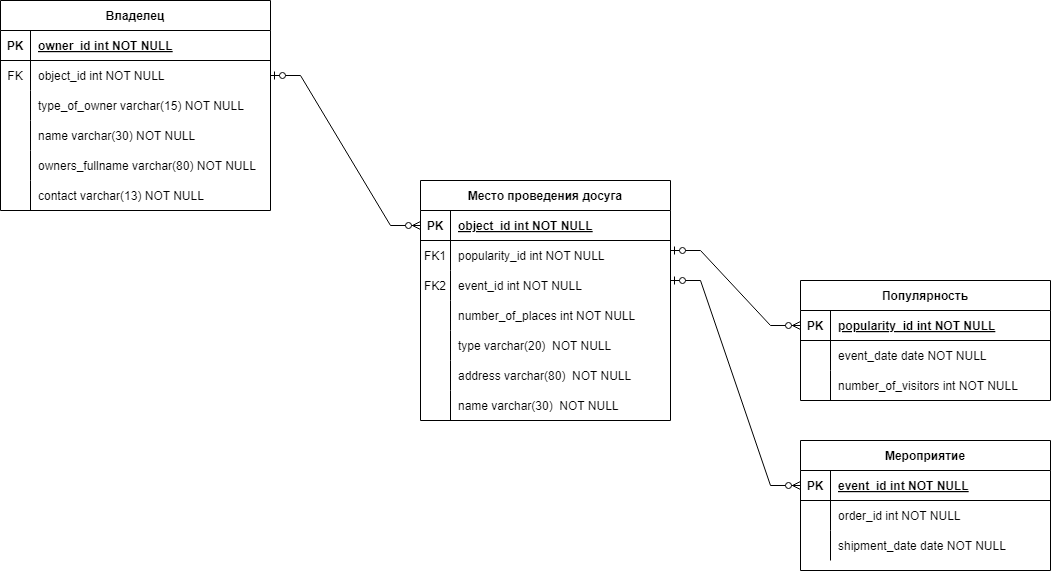 Владелец
PK owner_id int NOT NULL
FK object_id int NOT NULL
type_of_owner varchar(15) NOT NULL
name varchar(30) NOT NULL
owners_fullname varchar(80) NOT NULL
contact varchar(13) NOT NULL
Место проведения досуга
PK object_id int NOT NULL
FK1 popularity_id int NOT NULL
FK2 event_id int NOT NULL
number_of_places int NOT NULL
type varchar(20) NOT NULL
address varchar(80) NOT NULL
name varchar(30) NOT NULL
Популярность
PK popularity_id int NOT NULL
event_date date NOT NULL
number_of_visitors int NOT NULL
Мероприятие
PK event_id int NOT NULL
order_id int NOT NULL
shipment_date date NOT NULL